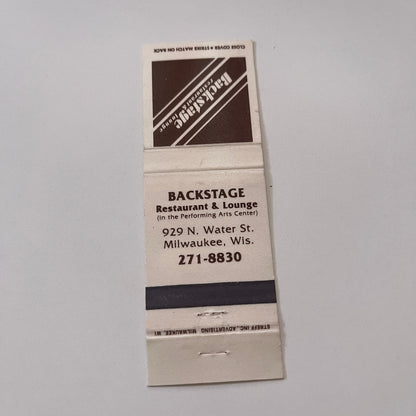 CLOSE COVER • STRIKE MATCH ON BACK
Backstage
restaurant & lounge
BACKSTAGE
Restaurant & Lounge
(in the Performing Arts Center)
929 N. Water St.
Milwaukee, Wis.
271-8830
STREFF INC. ADVERTISING MILWAUKEE, WI